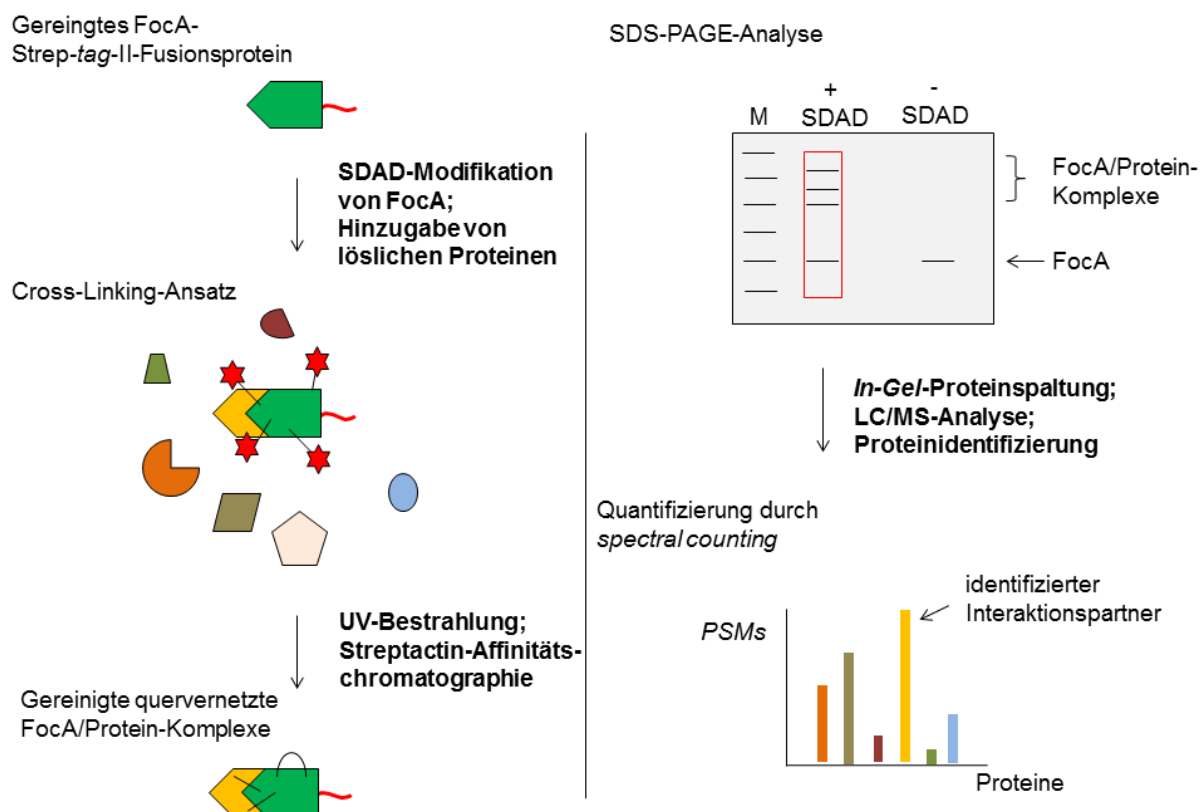 Gereingtes FocA-
Strep-tag-II-Fusionsprotein
SDAD-Modifikation
von FocA;
Hinzugabe von
löslichen Proteinen
Cross-Linking-Ansatz
UV-Bestrahlung;
Streptactin-Affinitäts-
chromatographie
Gereinigte quervernetzte
FocA/Protein-Komplexe
SDS-PAGE-Analyse
+ -
M SDAD SDAD
FocA/Protein-
Komplexe
FocA
In-Gel-Proteinspaltung;
LC/MS-Analyse;
Proteinidentifizierung
Quantifizierung durch
spectral counting
identifizierter
Interaktionspartner
PSMs
Proteine